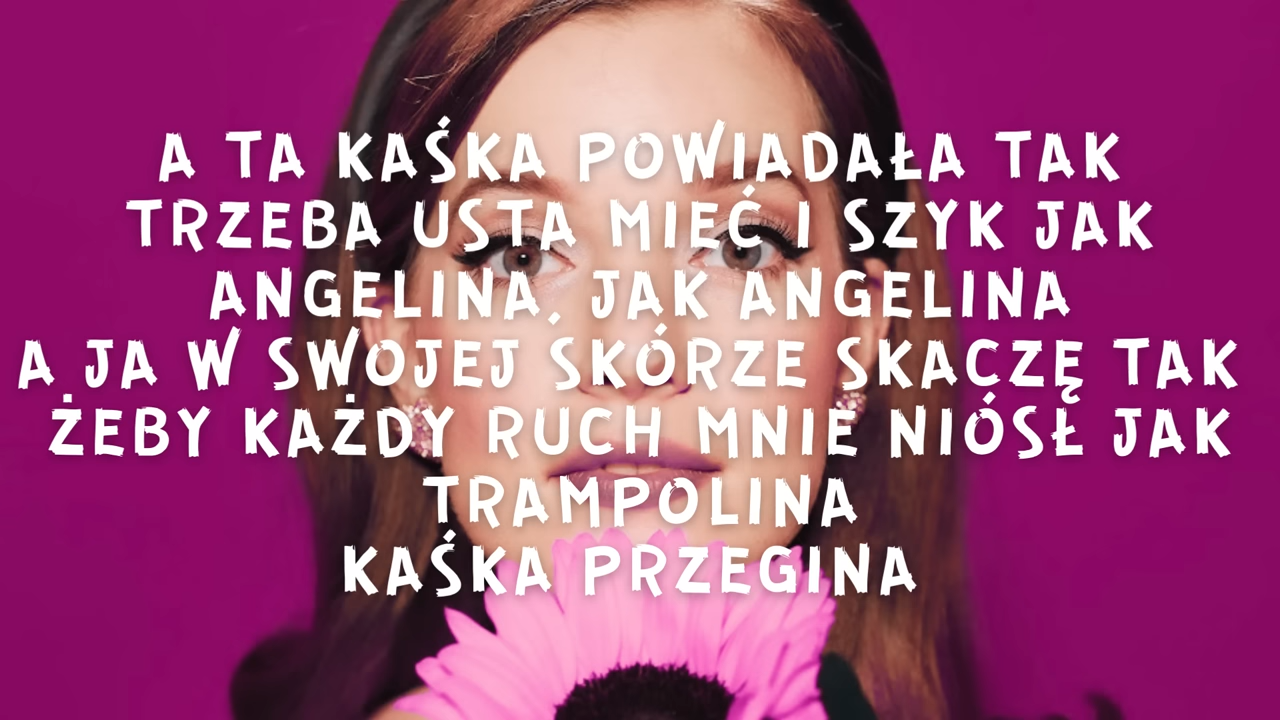 A TA KAŚKA POWIADAŁA TAK
TRZEBA USTA MIEĆ I SZYK JAK
ANGELINA, JAK ANGELINA
A JA W SWOJEJ SKÓRZE SKACZĘ TAK
ŻEBY KAŻDY RUCH MNIE NIÓSŁ JAK
TRAMPOLINA
KAŚKA PRZEGINA